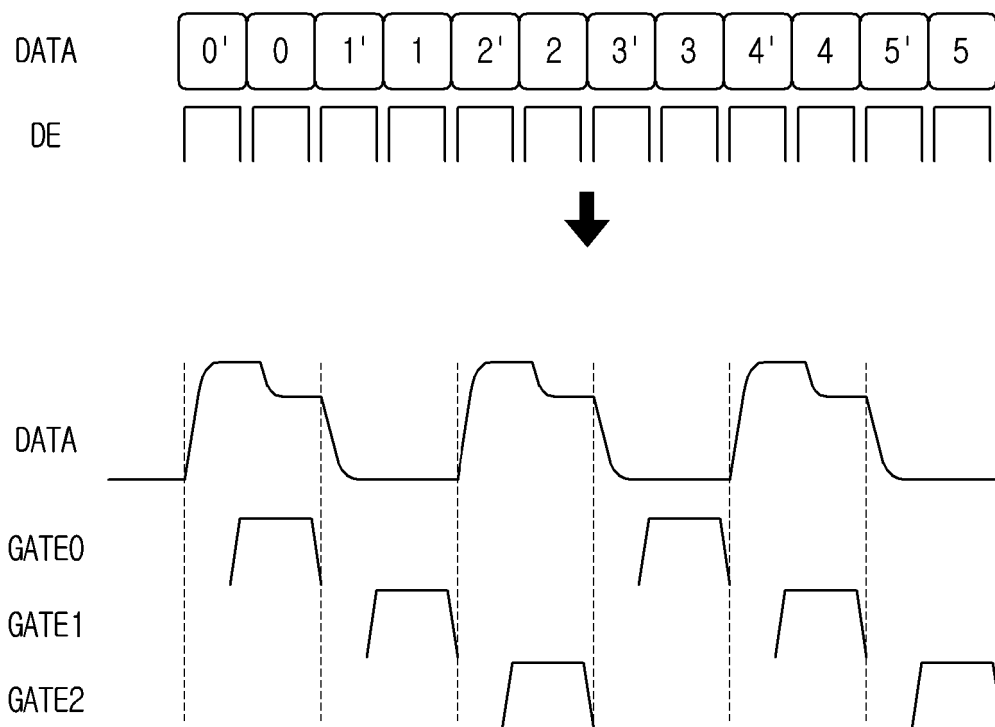 DATA 0' 0 1' 1 2' 2 3' 3 4' 4 5' 5
DE
DATA
GATE0
GATE1
GATE2